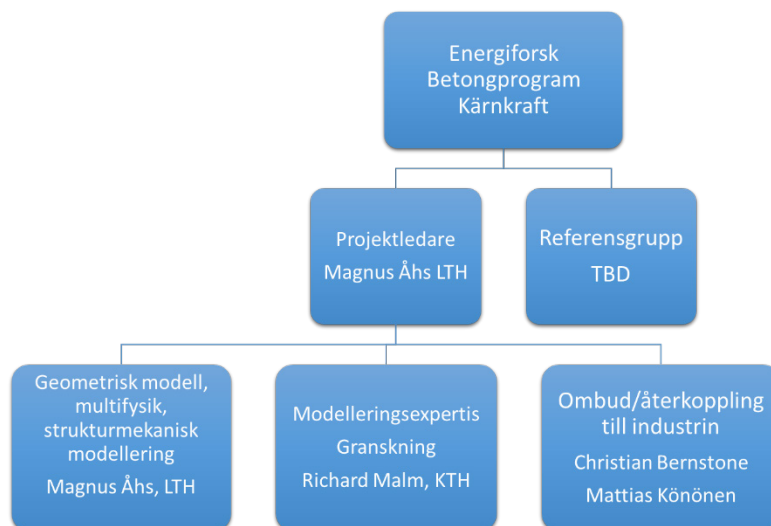 Energiforsk
Betongprogram
Kärnkraft
Projektledare
Magnus Åhs LTH
Referensgrupp
TBD
Geometrisk modell,
multifysik,
strukturmekanisk
modellering
Magnus Åhs, LTH
Modelleringsexpertis
Granskning
Richard Malm, KTH
Ombud/återkoppling
till industrin
Christian Bernstone
Mattias Könönen